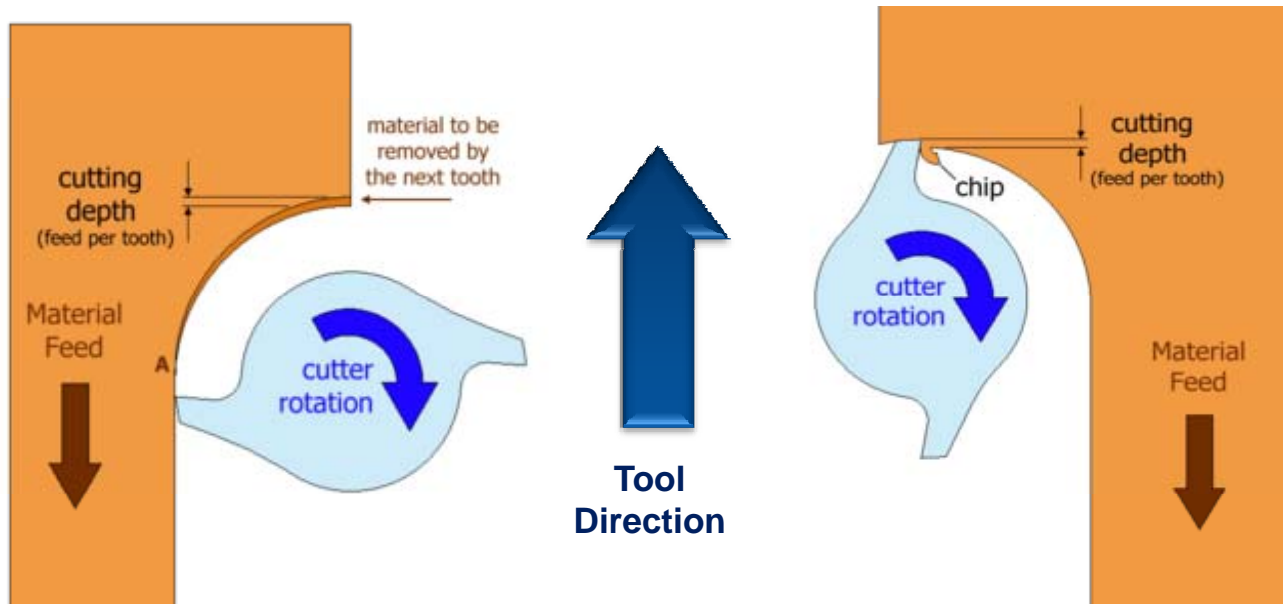 material to be
removed by
the next tooth
cutting
depth
(feed per tooth)
Material
Feed
A
cutter
rotation
Tool
Direction
cutting
depth
(feed per tooth)
chip
cutter
rotation
Material
Feed